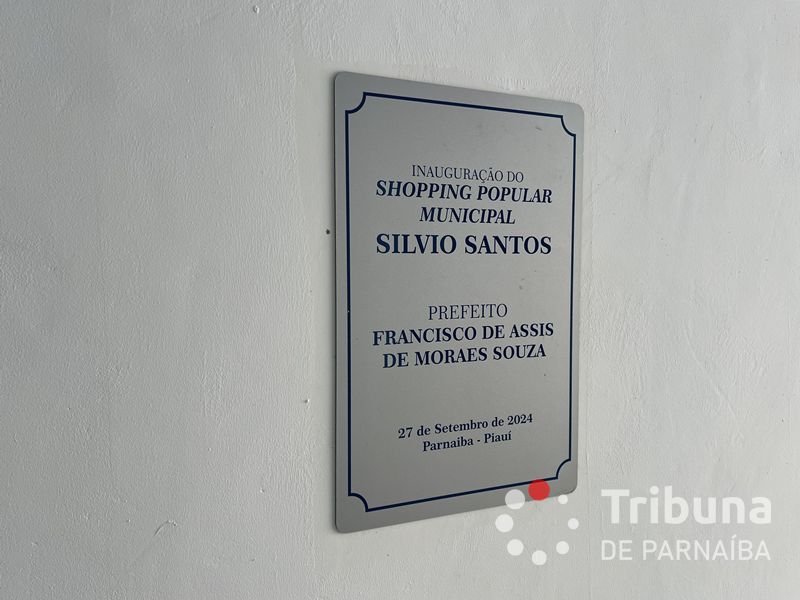 INAUGURAÇÃO DO
SHOPPING POPULAR
MUNICIPAL
SILVIO SANTOS
PREFEITO
FRANCISCO DE ASSIS
DE MORAES SOUZA
27 de Setembro de 2024
Parnaiba - Piauí
Tribuna
DE PARNAÍBA